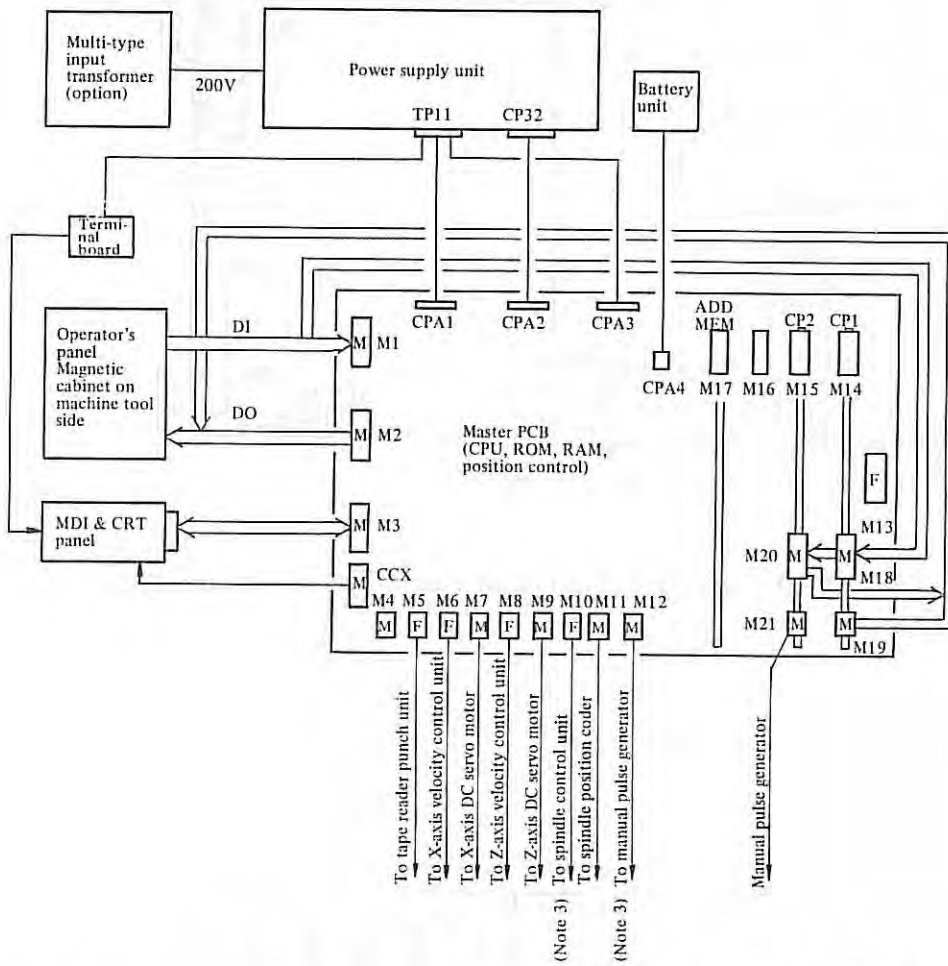 Multi-type
input
transformer
(option)
200V
Power supply unit
TP11
CP32
Battery
unit
Termi-
nal
board
Operator's
panel
Magnetic
cabinet on
machine tool
side
DI
DO
M
M1
M
M2
CPA1
CPA2
CPA3
CPA4
ADD
MEM
M17
M16
CP2
M15
CP1
M14
Master PCB
(CPU, ROM, RAM,
position control)
F
M13
MDI & CRT
panel
M
M3
M
CCX
M20
M
M
M18
M21
M
M
M19
M4
M5
M6
M7
M8
M9
M10
M11
M12
M
F
F
M
F
M
F
M
M
To tape reader punch unit
To X-axis velocity control unit
To X-axis DC servo motor
To Z-axis velocity control unit
To Z-axis DC servo motor
(Note 3) To spindle control unit
To spindle position coder
(Note 3) To manual pulse generator
Manual pulse generator